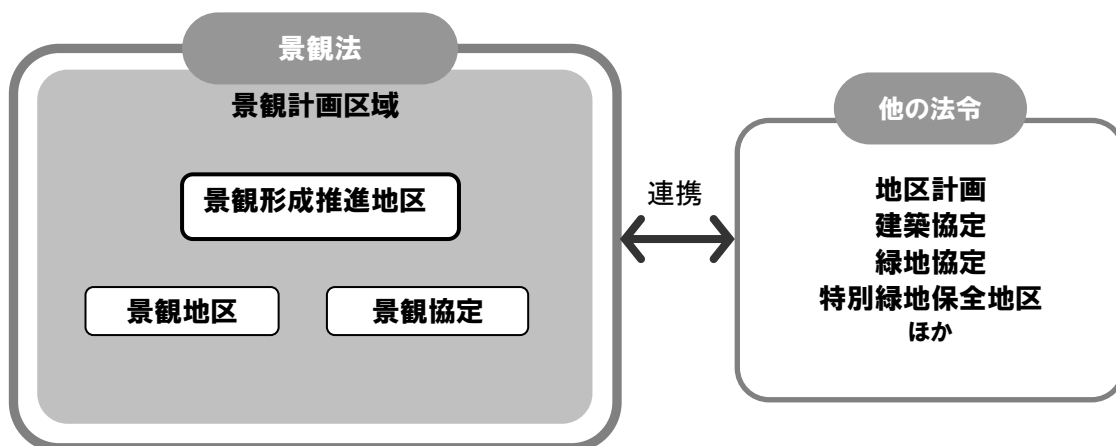 景観法
景観計画区域
景観形成推進地区
景観地区
景観協定
連携
他の法令
地区計画
建築協定
緑地協定
特別緑地保全地区
ほか